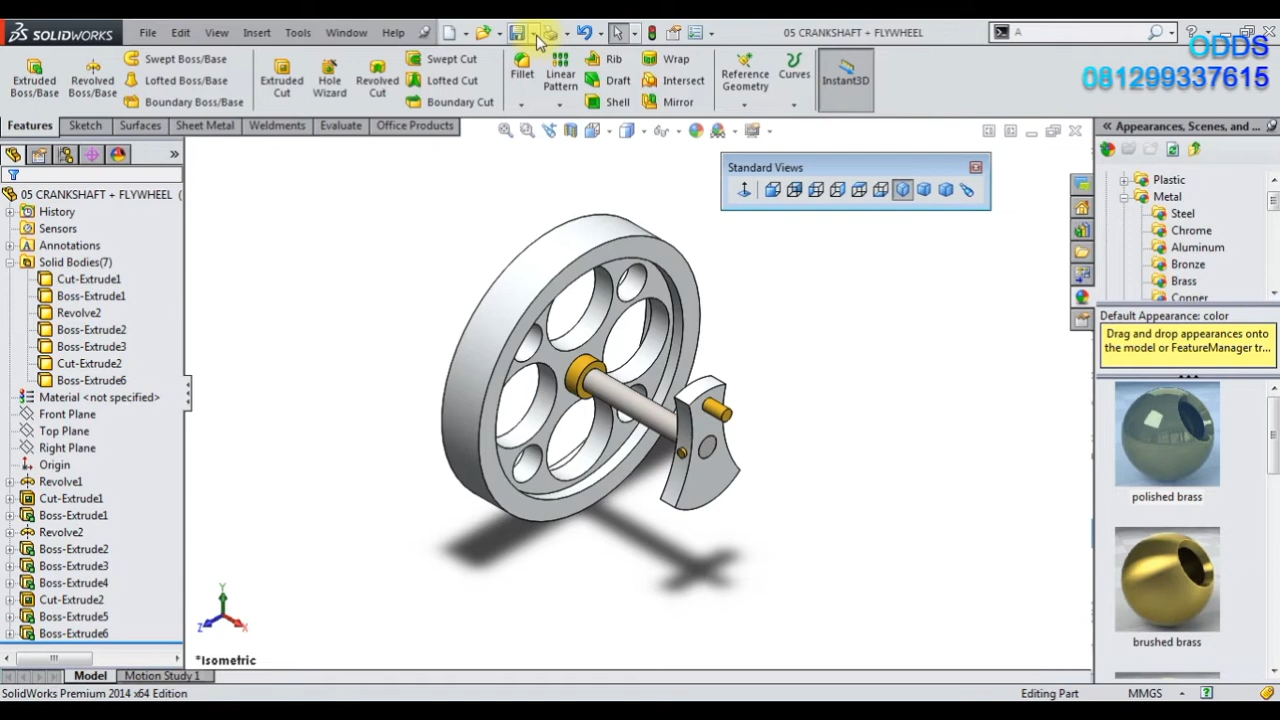 SOLIDWORKS File Edit View Insert Tools Window Help 05 CRANKSHAFT + FLYWHEEL A
ODDS
081299337615
Extruded Boss/Base
Revolved Boss/Base
Swept Boss/Base
Lofted Boss/Base
Boundary Boss/Base
Extruded Cut
Hole Wizard
Revolved Cut
Swept Cut
Lofted Cut
Boundary Cut
Fillet
Linear Pattern
Rib
Draft
Shell
Wrap
Intersect
Mirror
Reference Geometry
Curves
Instant3D
Features Sketch Surfaces Sheet Metal Weldments Evaluate Office Products
05 CRANKSHAFT + FLYWHEEL (
History
Sensors
Annotations
Solid Bodies(7)
Cut-Extrude1
Boss-Extrude1
Revolve2
Boss-Extrude2
Boss-Extrude3
Cut-Extrude2
Boss-Extrude6
Material <not specified>
Front Plane
Top Plane
Right Plane
Origin
Revolve1
Cut-Extrude1
Boss-Extrude1
Revolve2
Boss-Extrude2
Boss-Extrude3
Boss-Extrude4
Cut-Extrude2
Boss-Extrude5
Boss-Extrude6
Standard Views
Y
Z
X
*Isometric
Appearances, Scenes, and ...
Plastic
Metal
Steel
Chrome
Aluminum
Bronze
Brass
Copper
Default Appearance: color
Drag and drop appearances onto
the model or FeatureManager tr...
polished brass
brushed brass
Model Motion Study 1
SolidWorks Premium 2014 x64 Edition Editing Part MMGS